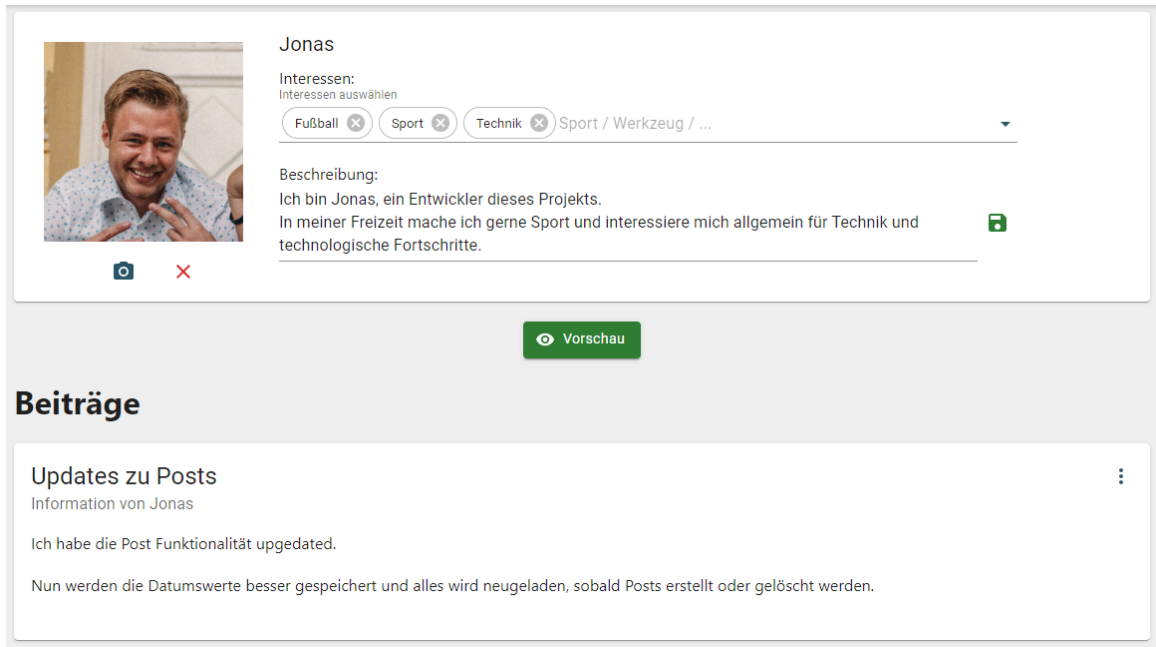 Jonas
Interessen:
Interessen auswählen
Fußball Sport Technik Sport / Werkzeug / ...
Beschreibung:
Ich bin Jonas, ein Entwickler dieses Projekts.
In meiner Freizeit mache ich gerne Sport und interessiere mich allgemein für Technik und
technologische Fortschritte.
Vorschau
Beiträge
Updates zu Posts
Information von Jonas
Ich habe die Post Funktionalität upgedated.
Nun werden die Datumswerte besser gespeichert und alles wird neugeladen, sobald Posts erstellt oder gelöscht werden.